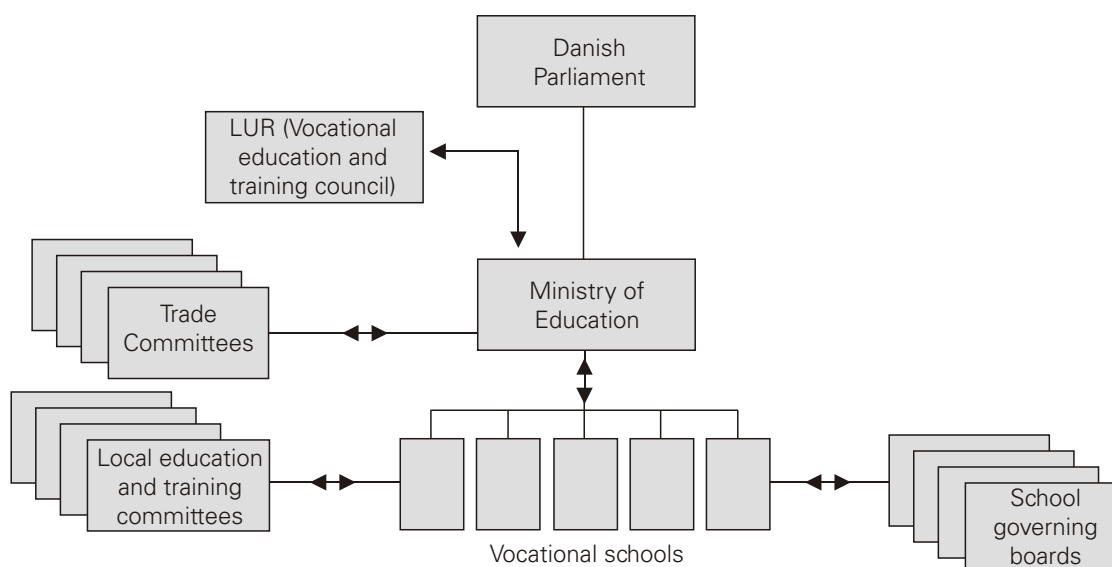 Danish
Parliament
LUR (Vocational
education and
training council)
Ministry of
Education
Trade
Committees
Local education
and training
committees
Vocational schools
School
governing
boards